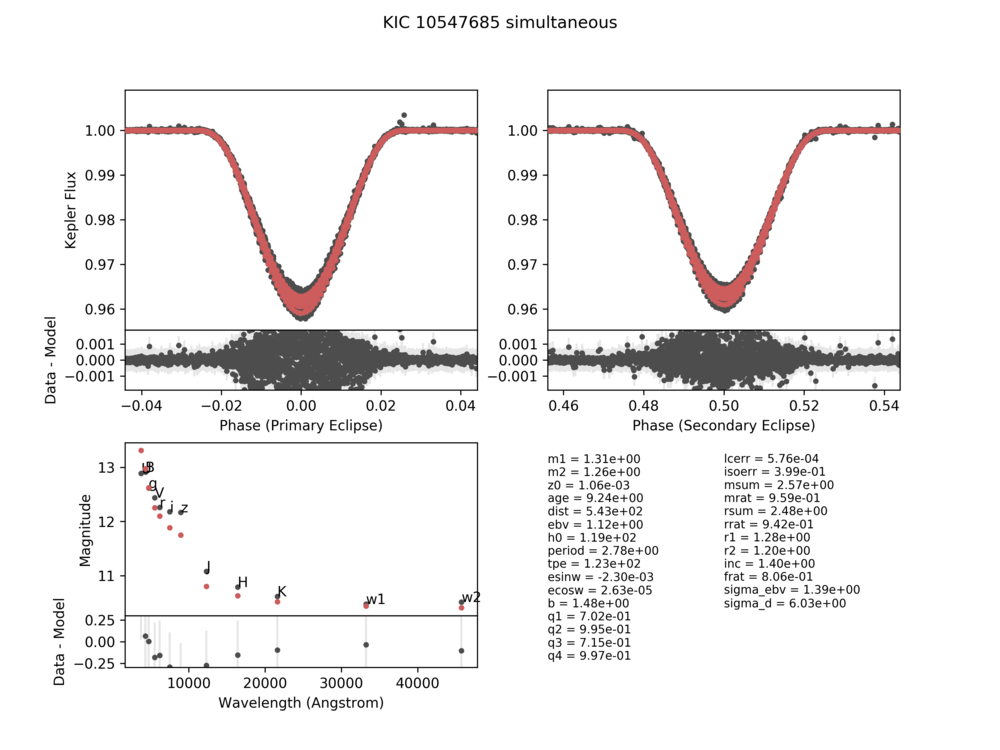 KIC 10547685 simultaneous
Kepler Flux
1.00
0.99
0.98
0.97
0.96
1.00
0.99
0.98
0.97
0.96
Data - Model
0.001
0.000
−0.001
0.001
0.000
−0.001
−0.04 −0.02 0.00 0.02 0.04
0.46 0.48 0.50 0.52 0.54
Phase (Primary Eclipse)
Phase (Secondary Eclipse)
Magnitude
13
12
11
U B
g
V
r i z
J
H
K
w1
w2
Data - Model
0.25
0.00
−0.25
10000 20000 30000 40000
Wavelength (Angstrom)
m1 = 1.31e+00
m2 = 1.26e+00
z0 = 1.06e-03
age = 9.24e+00
dist = 5.43e+02
ebv = 1.12e+00
h0 = 1.19e+02
period = 2.78e+00
tpe = 1.23e+02
esinw = -2.30e-03
ecosw = 2.63e-05
b = 1.48e+00
q1 = 7.02e-01
q2 = 9.95e-01
q3 = 7.15e-01
q4 = 9.97e-01
lcerr = 5.76e-04
isoerr = 3.99e-01
msum = 2.57e+00
mrat = 9.59e-01
rsum = 2.48e+00
rrat = 9.42e-01
r1 = 1.28e+00
r2 = 1.20e+00
inc = 1.40e+00
frat = 8.06e-01
sigma_ebv = 1.39e+00
sigma_d = 6.03e+00